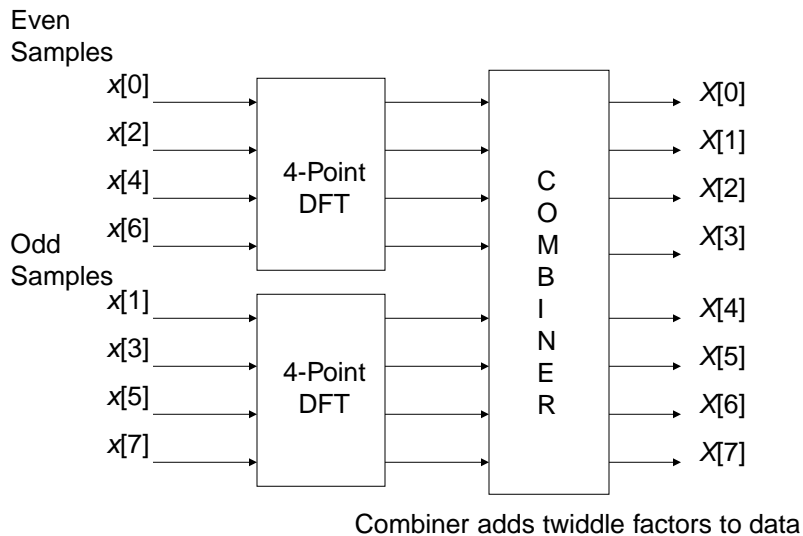 Even
Samples
x[0]
x[2]
x[4]
x[6]
Odd
Samples
x[1]
x[3]
x[5]
x[7]
4-Point
DFT
4-Point
DFT
C
O
M
B
I
N
E
R
X[0]
X[1]
X[2]
X[3]
X[4]
X[5]
X[6]
X[7]
Combiner adds twiddle factors to data